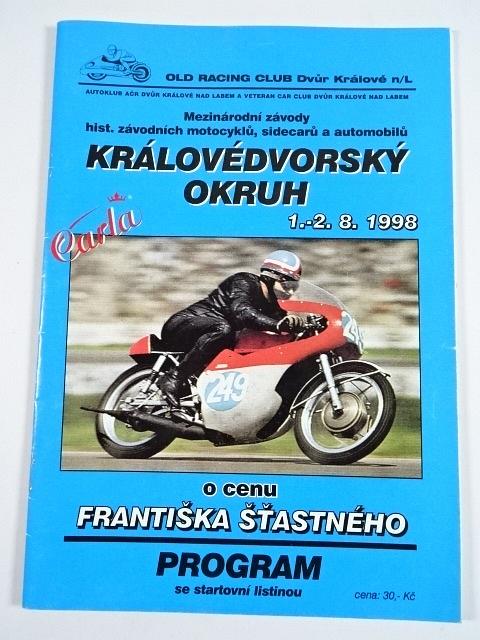 OLD RACING CLUB Dvůr Králové n/L
AUTOKLUB AČR DVŮR KRÁLOVÉ NAD LABEM A VETERAN CAR CLUB DVŮR KRÁLOVÉ NAD LABEM
Mezinárodní závody
hist. závodních motocyklů, sidecarů a automobilů
KRÁLOVÉDVORSKÝ
OKRUH
1.-2. 8. 1998
Carla
249
249
o cenu
FRANTIŠKA ŠŤASTNÉHO
PROGRAM
se startovní listinou
cena: 30,- Kč